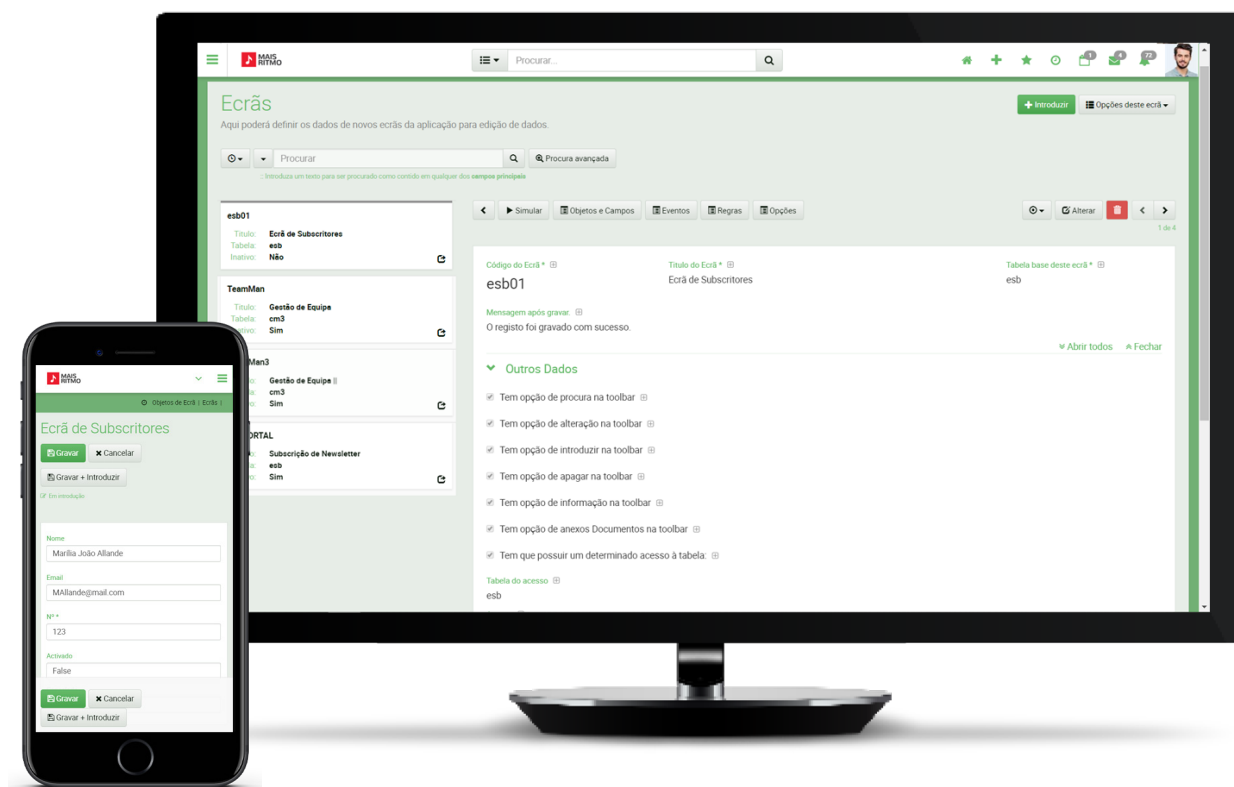 MAIS
RITMO
Procurar...
1
4
72
Ecrãs
Aqui poderá definir os dados de novos ecrãs da aplicação para edição de dados.
Introduzir
Opções deste ecrã
Procurar
Procura avançada
:: Introduza um texto para ser procurado como contido em qualquer dos campos principais
esb01
Titulo: Ecrã de Subscritores
Tabela: esb
Inativo: Não
TeamMan
Titulo: Gestão de Equipa
Tabela: cm3
Sim
Man3
Gestão de Equipa ||
cm3
Sim
Subscrição de Newsletter
esb
Sim
Simular
Objetos e Campos
Eventos
Regras
Opções
Alterar
1 de 4
Código do Ecrã *
Titulo do Ecrã *
Tabela base deste ecrã *
esb01
Ecrã de Subscritores
esb
Mensagem após gravar.
O registo foi gravado com sucesso.
Abrir todos
Fechar
Outros Dados
Tem opção de procura na toolbar
Tem opção de alteração na toolbar
Tem opção de introduzir na toolbar
Tem opção de apagar na toolbar
Tem opção de informação na toolbar
Tem opção de anexos Documentos na toolbar
Tem que possuir um determinado acesso à tabela:
Tabela do acesso
esb
MAIS
RITMO
Objetos de Ecrã | Ecrãs |
Ecrã de Subscritores
Gravar
Cancelar
Gravar + Introduzir
Em introdução
Nome
Marília João Allande
Email
MAllande@mail.com
Nº *
123
Activado
False
Gravar
Cancelar
Gravar + Introduzir